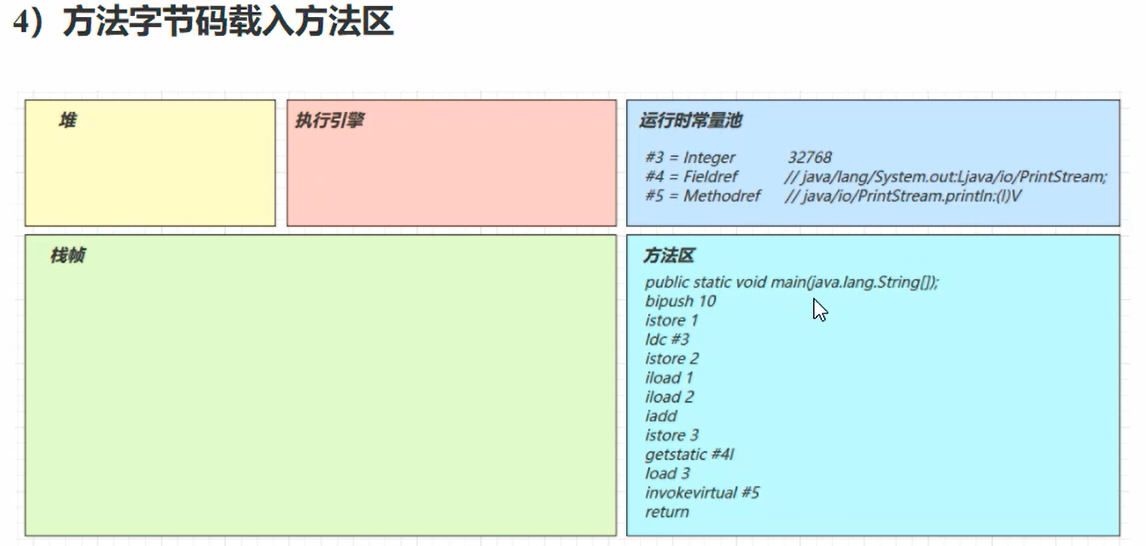 4）方法字节码载入方法区
堆
执行引擎
运行时常量池
#3 = Integer 32768
#4 = Fieldref // java/lang/System.out:Ljava/io/PrintStream;
#5 = Methodref // java/io/PrintStream.println:(I)V
栈帧
方法区
public static void main(java.lang.String[]);
bipush 10
istore 1
ldc #3
istore 2
iload 1
iload 2
iadd
istore 3
getstatic #4I
load 3
invokevirtual #5
return